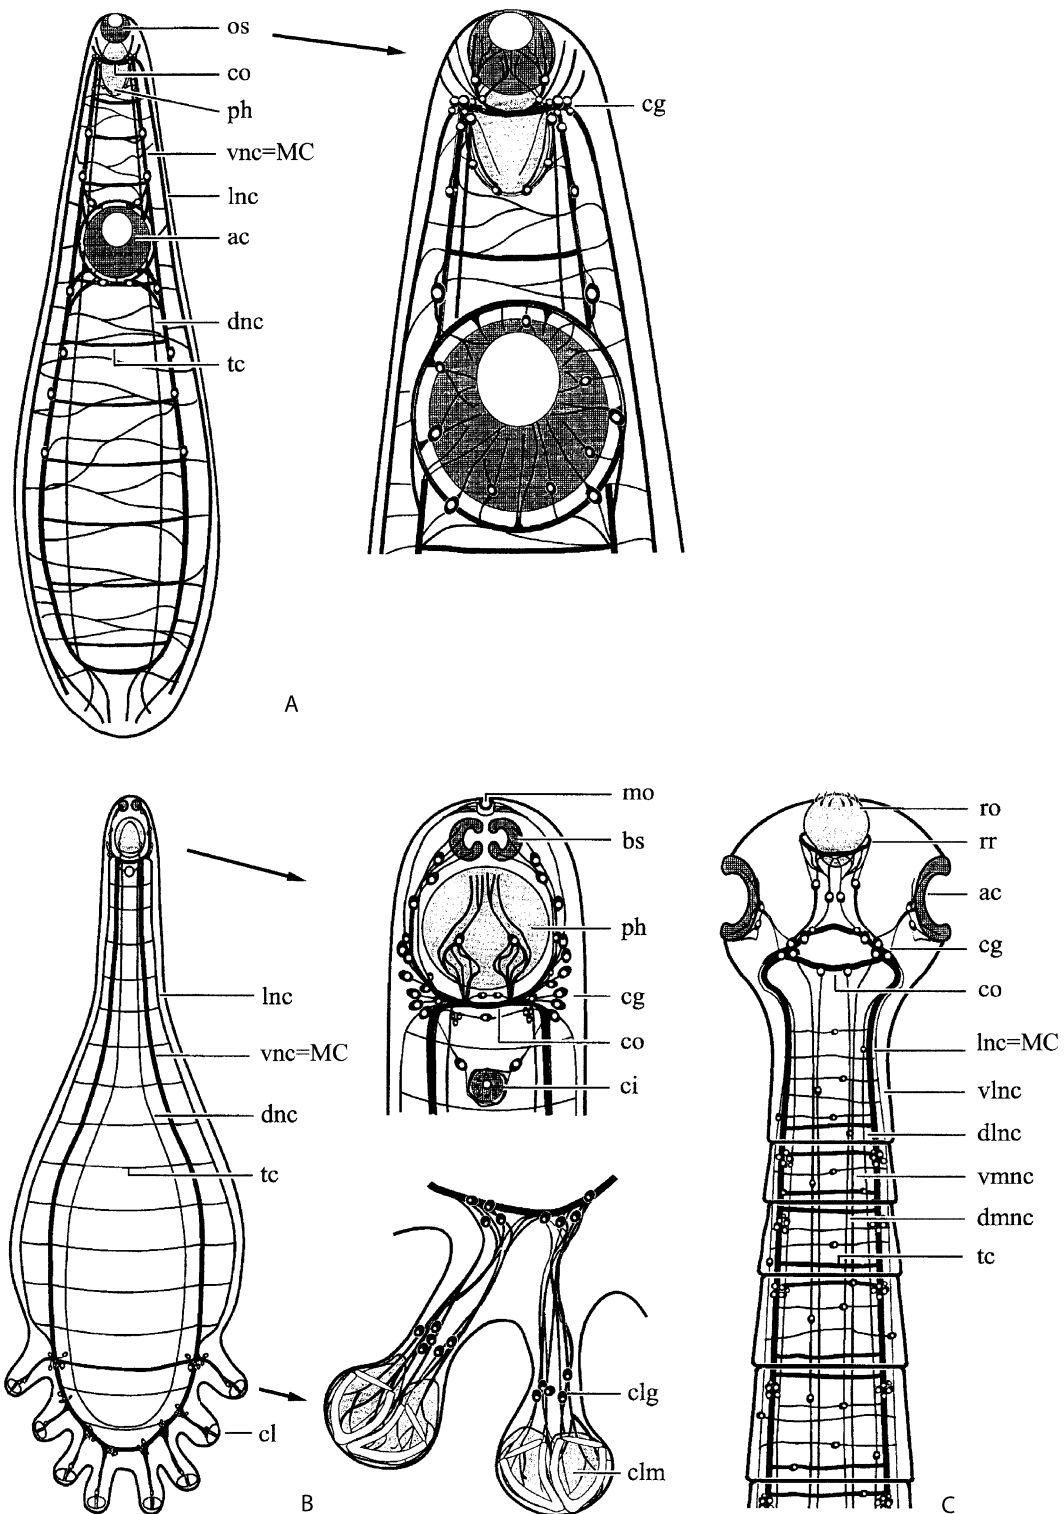 os
co
ph
vnc=MC
lnc
ac
dnc
tc
cg
A
lnc
vnc=MC
dnc
tc
cl
mo
bs
ph
cg
co
ci
clg
clm
B
ro
rr
ac
cg
co
lnc=MC
vlnc
dlnc
vmnc
dmnc
tc
C